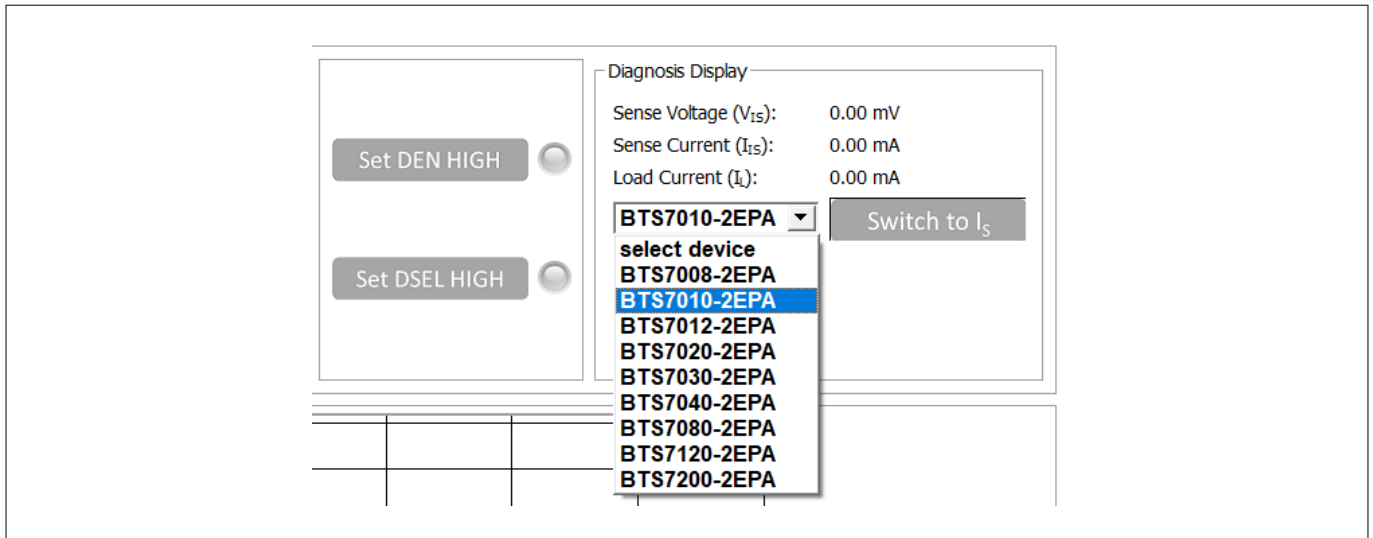 Set DEN HIGH
Set DSEL HIGH
Diagnosis Display
Sense Voltage (VIS): 0.00 mV
Sense Current (IIS): 0.00 mA
Load Current (IL): 0.00 mA
BTS7010-2EPA Switch to IS
select device
BTS7008-2EPA
BTS7010-2EPA
BTS7012-2EPA
BTS7020-2EPA
BTS7030-2EPA
BTS7040-2EPA
BTS7080-2EPA
BTS7120-2EPA
BTS7200-2EPA